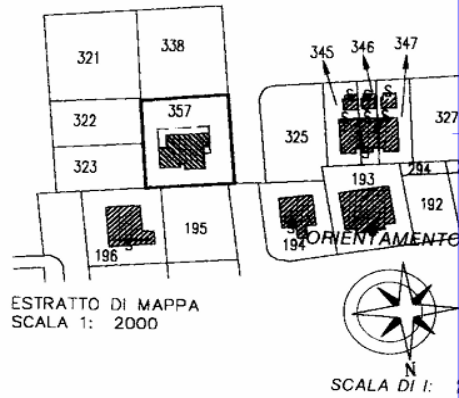 321
338
345
346
347
322
357
325
327
323
193
294
195
192
196
S
194
S
ORIENTAMENTO
ESTRATTO DI MAPPA
SCALA 1: 2000
N
SCALA DI 1: